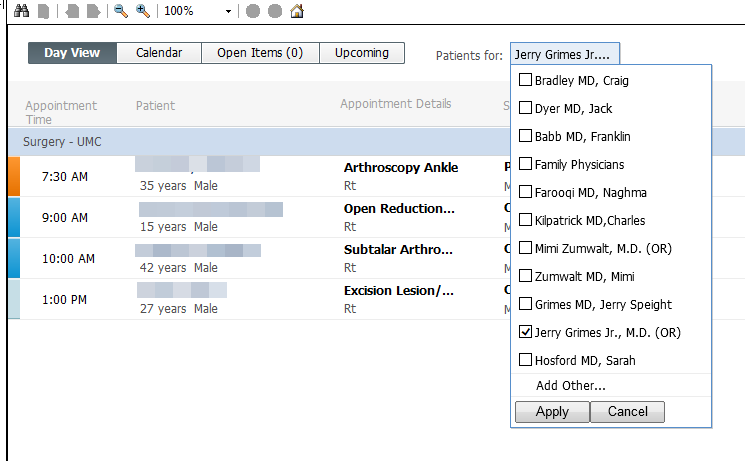 100%
Day View Calendar Open Items (0) Upcoming Patients for: Jerry Grimes Jr....
Appointment Time Patient Appointment Details S
Surgery - UMC
7:30 AM Arthroscopy Ankle
35 years Male Rt
9:00 AM Open Reduction...
15 years Male Rt
10:00 AM Subtalar Arthro...
42 years Male Rt
1:00 PM Excision Lesion/...
27 years Male Rt
Bradley MD, Craig
Dyer MD, Jack
Babb MD, Franklin
Family Physicians
Farooqi MD, Naghma
Kilpatrick MD,Charles
Mimi Zumwalt, M.D. (OR)
Zumwalt MD, Mimi
Grimes MD, Jerry Speight
Jerry Grimes Jr., M.D. (OR)
Hosford MD, Sarah
Add Other...
Apply Cancel